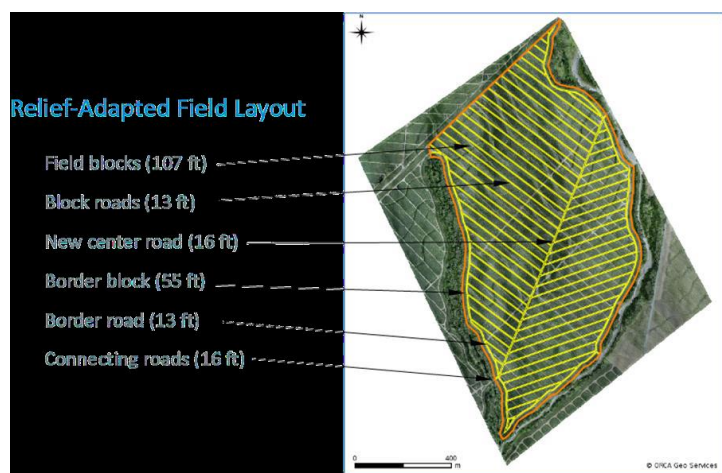 Relief-Adapted Field Layout
Field blocks (107 ft)
Block roads (13 ft)
New center road (16 ft)
Border block (55 ft)
Border road (13 ft)
Connecting roads (16 ft)
0 400
m
© ORCA Geo Services